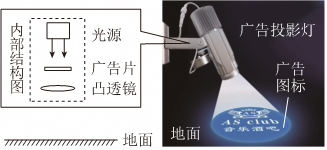 内部结构图
光源
广告片
凸透镜
地面
广告投影灯
广告图标
地面
AS club
音乐酒吧